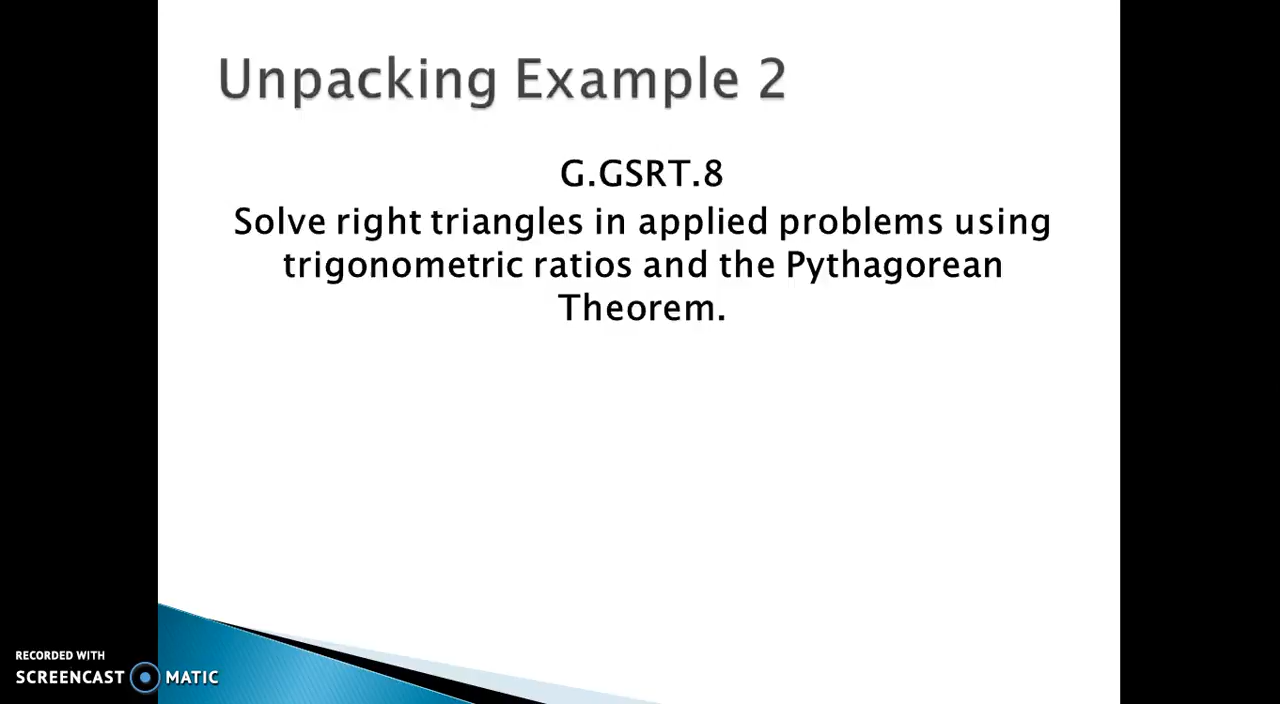 Unpacking Example 2
G.GSRT.8
Solve right triangles in applied problems using
trigonometric ratios and the Pythagorean
Theorem.
RECORDED WITH
SCREENCAST MATIC